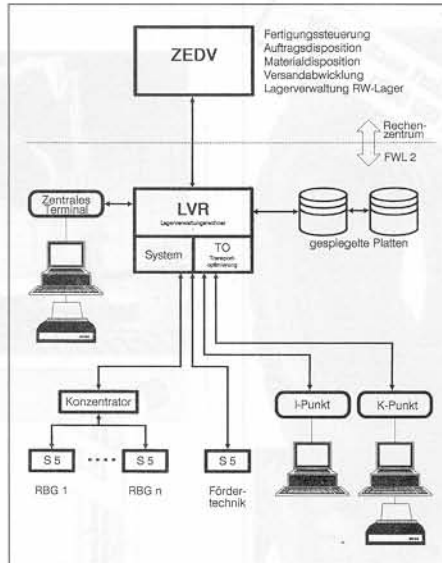 ZEDV
Fertigungssteuerung
Auftragsdisposition
Materialdisposition
Versandabwicklung
Lagerverwaltung RW-Lager
Rechen-
zentrum
FWL 2
Zentrales
Terminal
LVR
Lagerverwaltungsrechner
System
TO
Transport-
optimierung
gespiegelte Platten
Konzentrator
I-Punkt
K-Punkt
S 5
S 5
S 5
RBG 1
RBG n
Förder-
technik